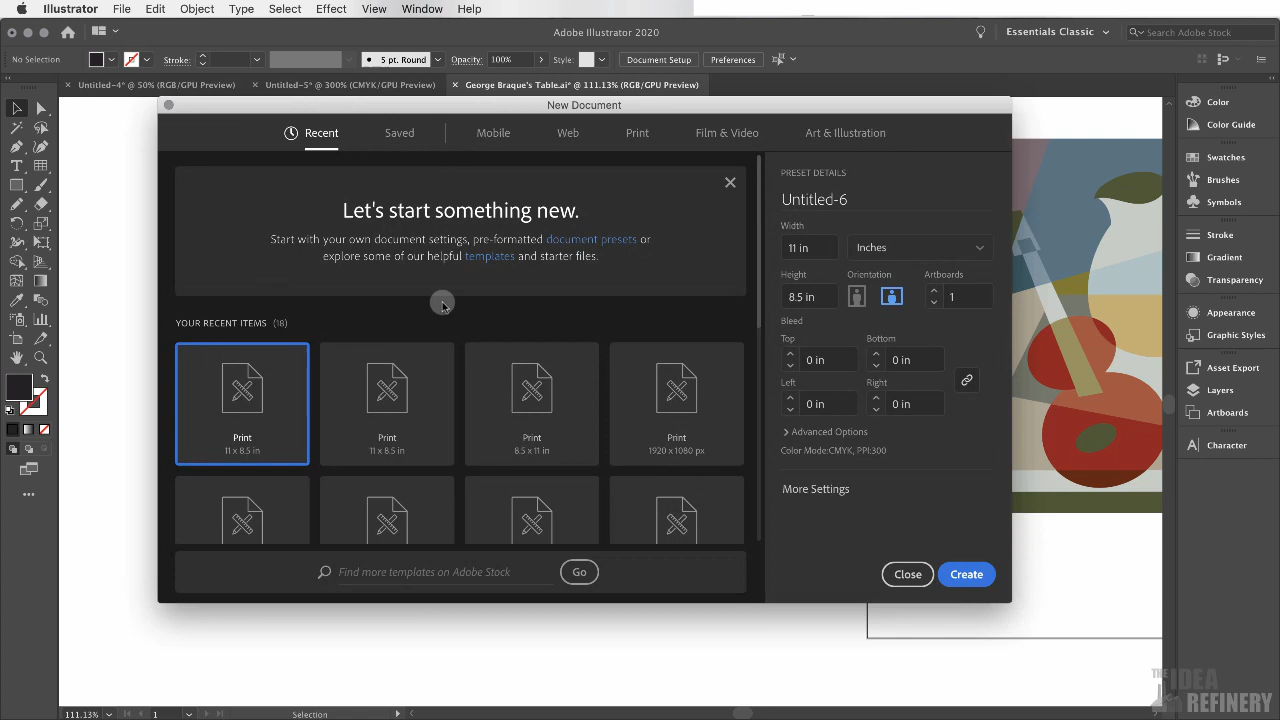 Illustrator File Edit Object Type Select Effect View Window Help
Adobe Illustrator 2020
Essentials Classic
Search Adobe Stock
No Selection
Stroke:
5 pt. Round
Opacity: 100%
Style:
Document Setup
Preferences
Untitled-4* @ 50% (RGB/GPU Preview)
Untitled-5* @ 300% (CMYK/GPU Preview)
George Braque's Table.ai* @ 111.13% (RGB/GPU Preview)
New Document
Recent
Saved
Mobile
Web
Print
Film & Video
Art & Illustration
Let's start something new.
Start with your own document settings, pre-formatted document presets or
explore some of our helpful templates and starter files.
YOUR RECENT ITEMS (18)
Print
11 x 8.5 in
Print
11 x 8.5 in
Print
8.5 x 11 in
Print
1920 x 1080 px
Find more templates on Adobe Stock
Go
PRESET DETAILS
Untitled-6
Width
11 in
Inches
Height
Orientation
Artboards
8.5 in
1
Bleed
Top
Bottom
0 in
0 in
Left
Right
0 in
0 in
Advanced Options
Color Mode:CMYK, PPI:300
More Settings
Close
Create
Color
Color Guide
Swatches
Brushes
Symbols
Stroke
Gradient
Transparency
Appearance
Graphic Styles
Asset Export
Layers
Artboards
Character
111.13%
1
Selection
THE IDEA
REFINERY